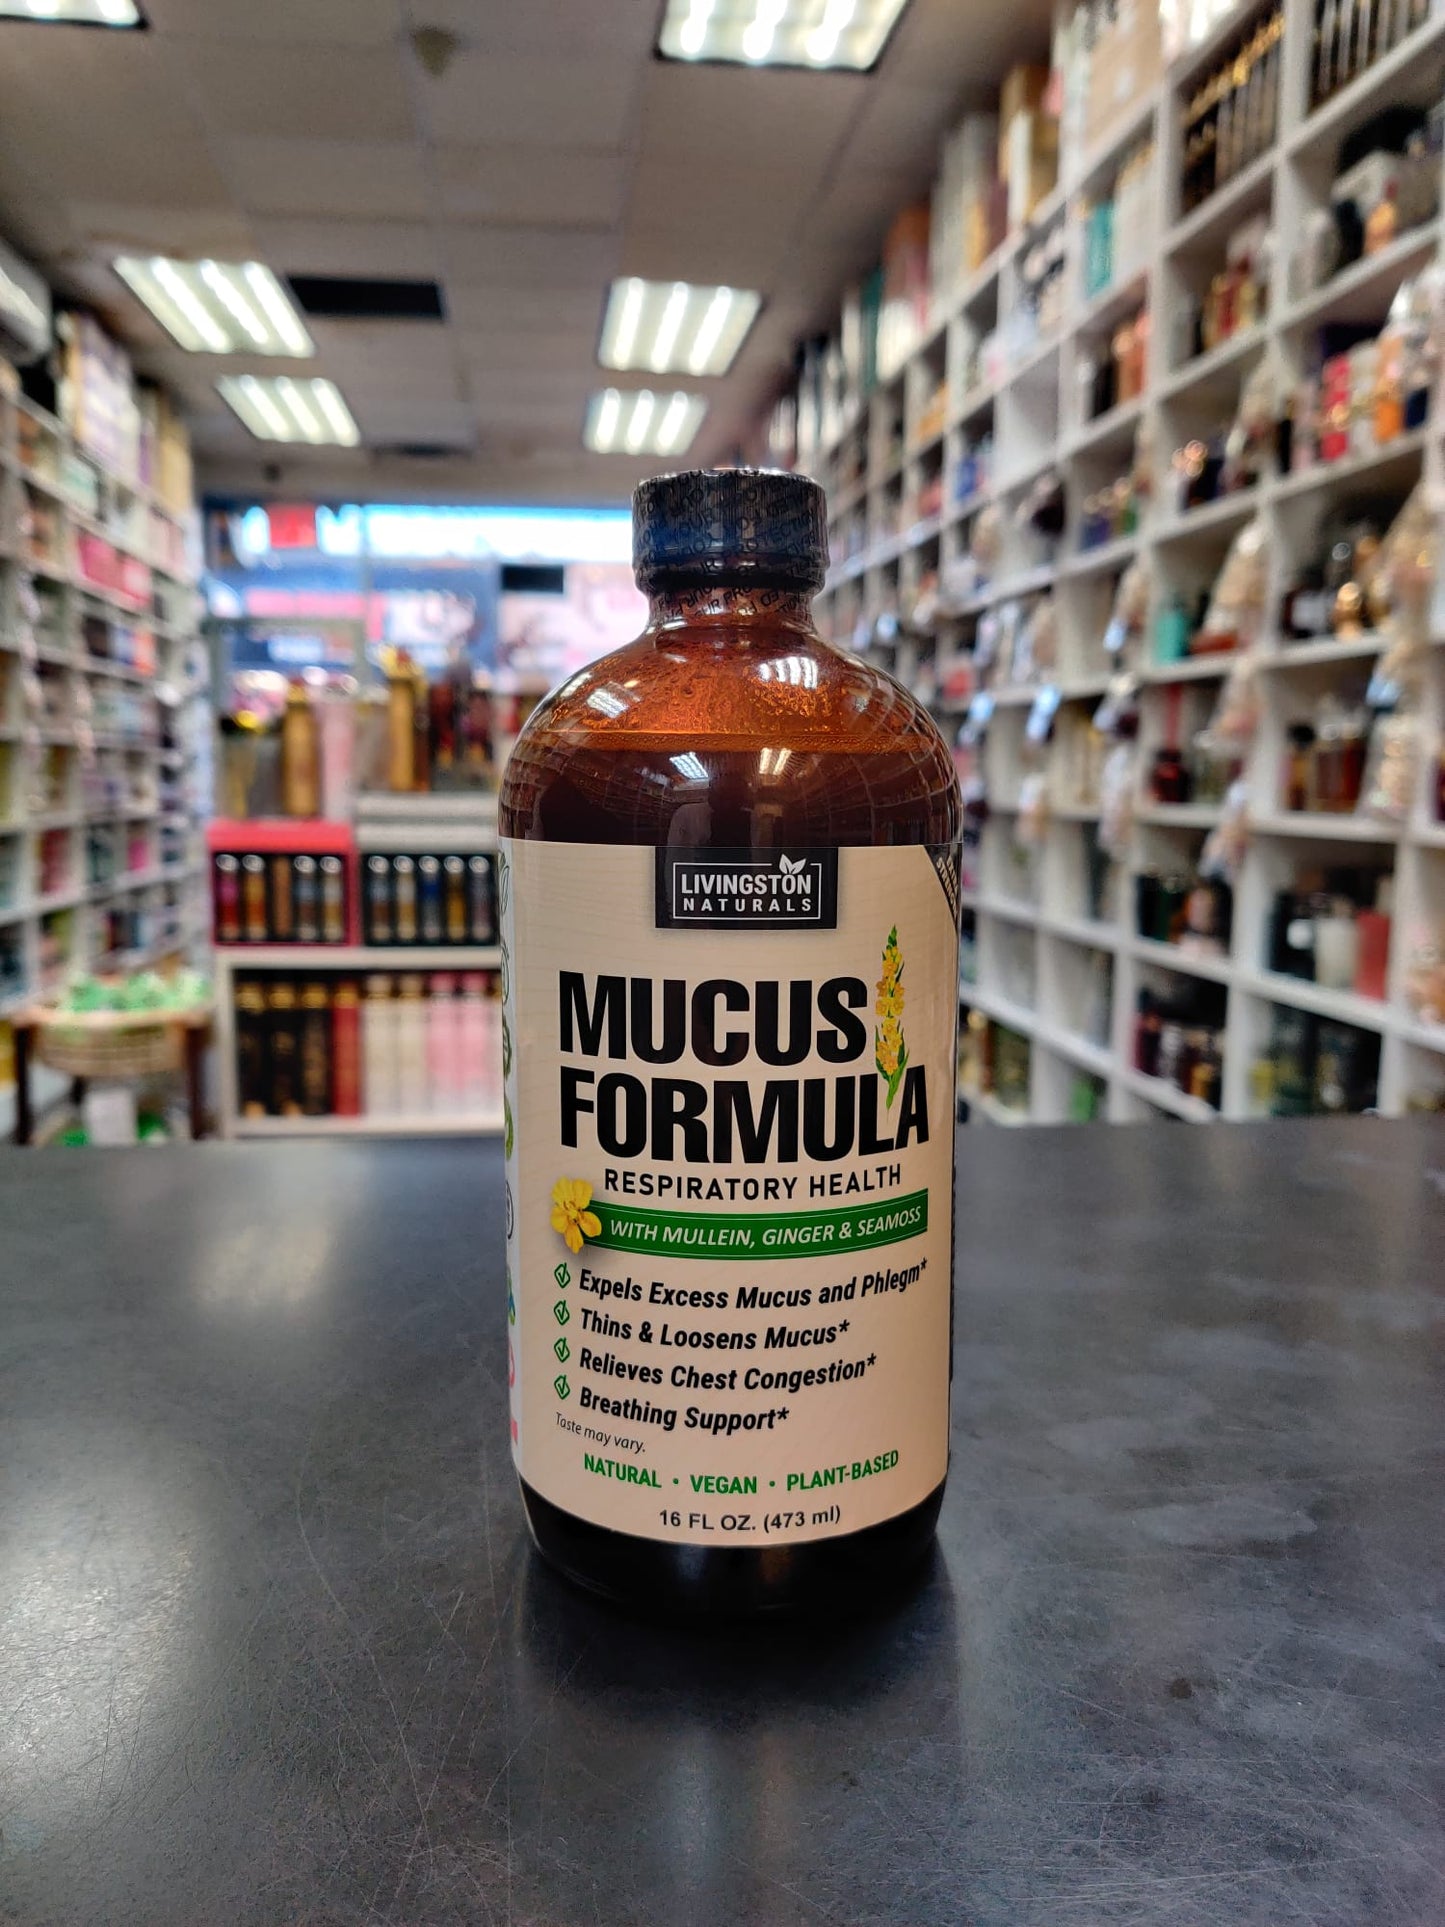 LIVINGSTON
NATURALS
MUCUS
FORMULA
RESPIRATORY HEALTH
WITH MULLEIN, GINGER & SEAMOSS
Expels Excess Mucus and Phlegm*
Thins & Loosens Mucus*
Relieves Chest Congestion*
Breathing Support*
Taste may vary.
NATURAL • VEGAN • PLANT-BASED
16 FL OZ. (473 ml)